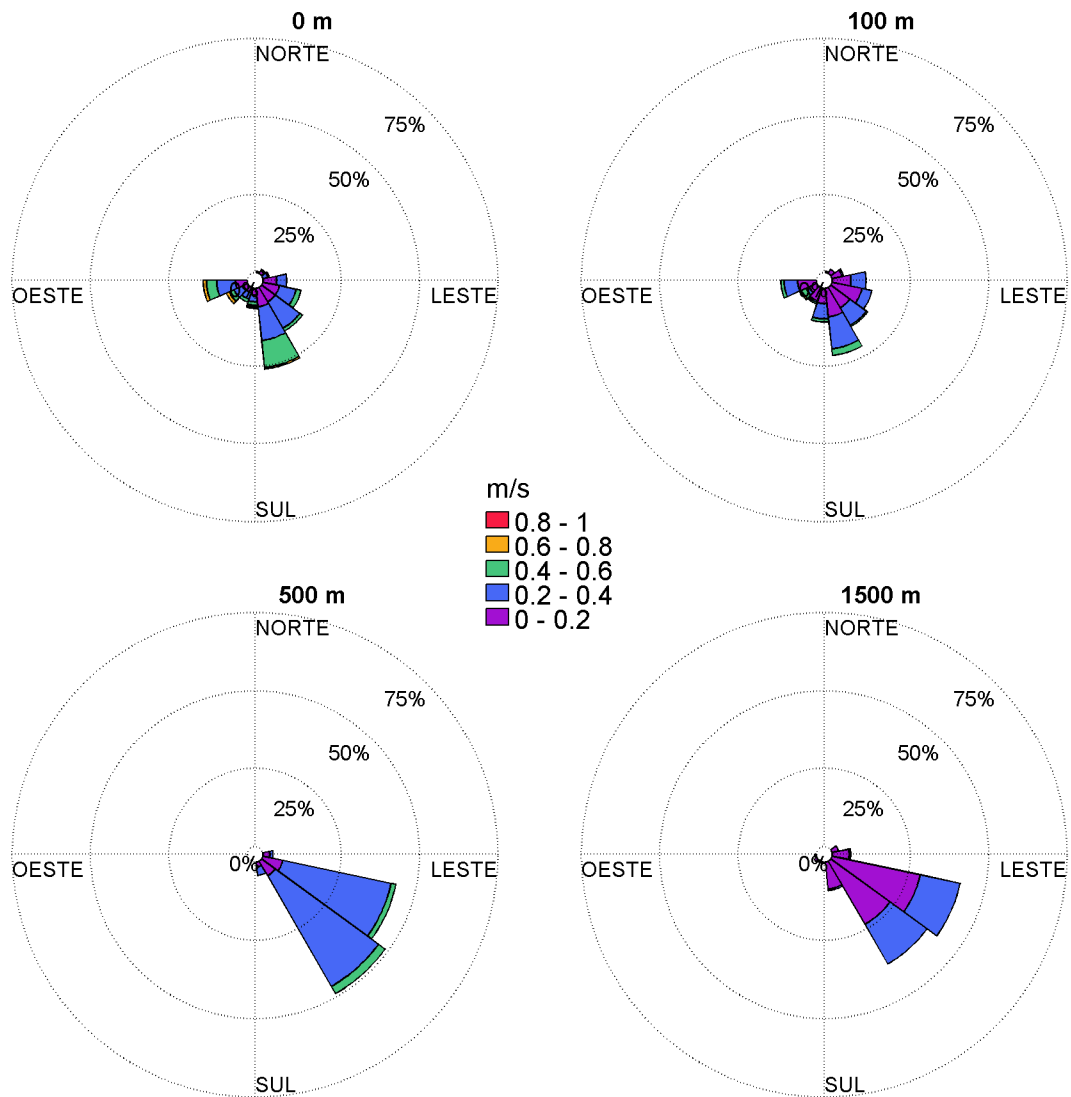 0 m
NORTE
75%
50%
25%
OESTE
LESTE
SUL
100 m
NORTE
75%
50%
25%
OESTE
LESTE
SUL
m/s
0.8 - 1
0.6 - 0.8
0.4 - 0.6
0.2 - 0.4
0 - 0.2
500 m
NORTE
75%
50%
25%
0%
OESTE
LESTE
SUL
1500 m
NORTE
75%
50%
25%
0%
OESTE
LESTE
SUL